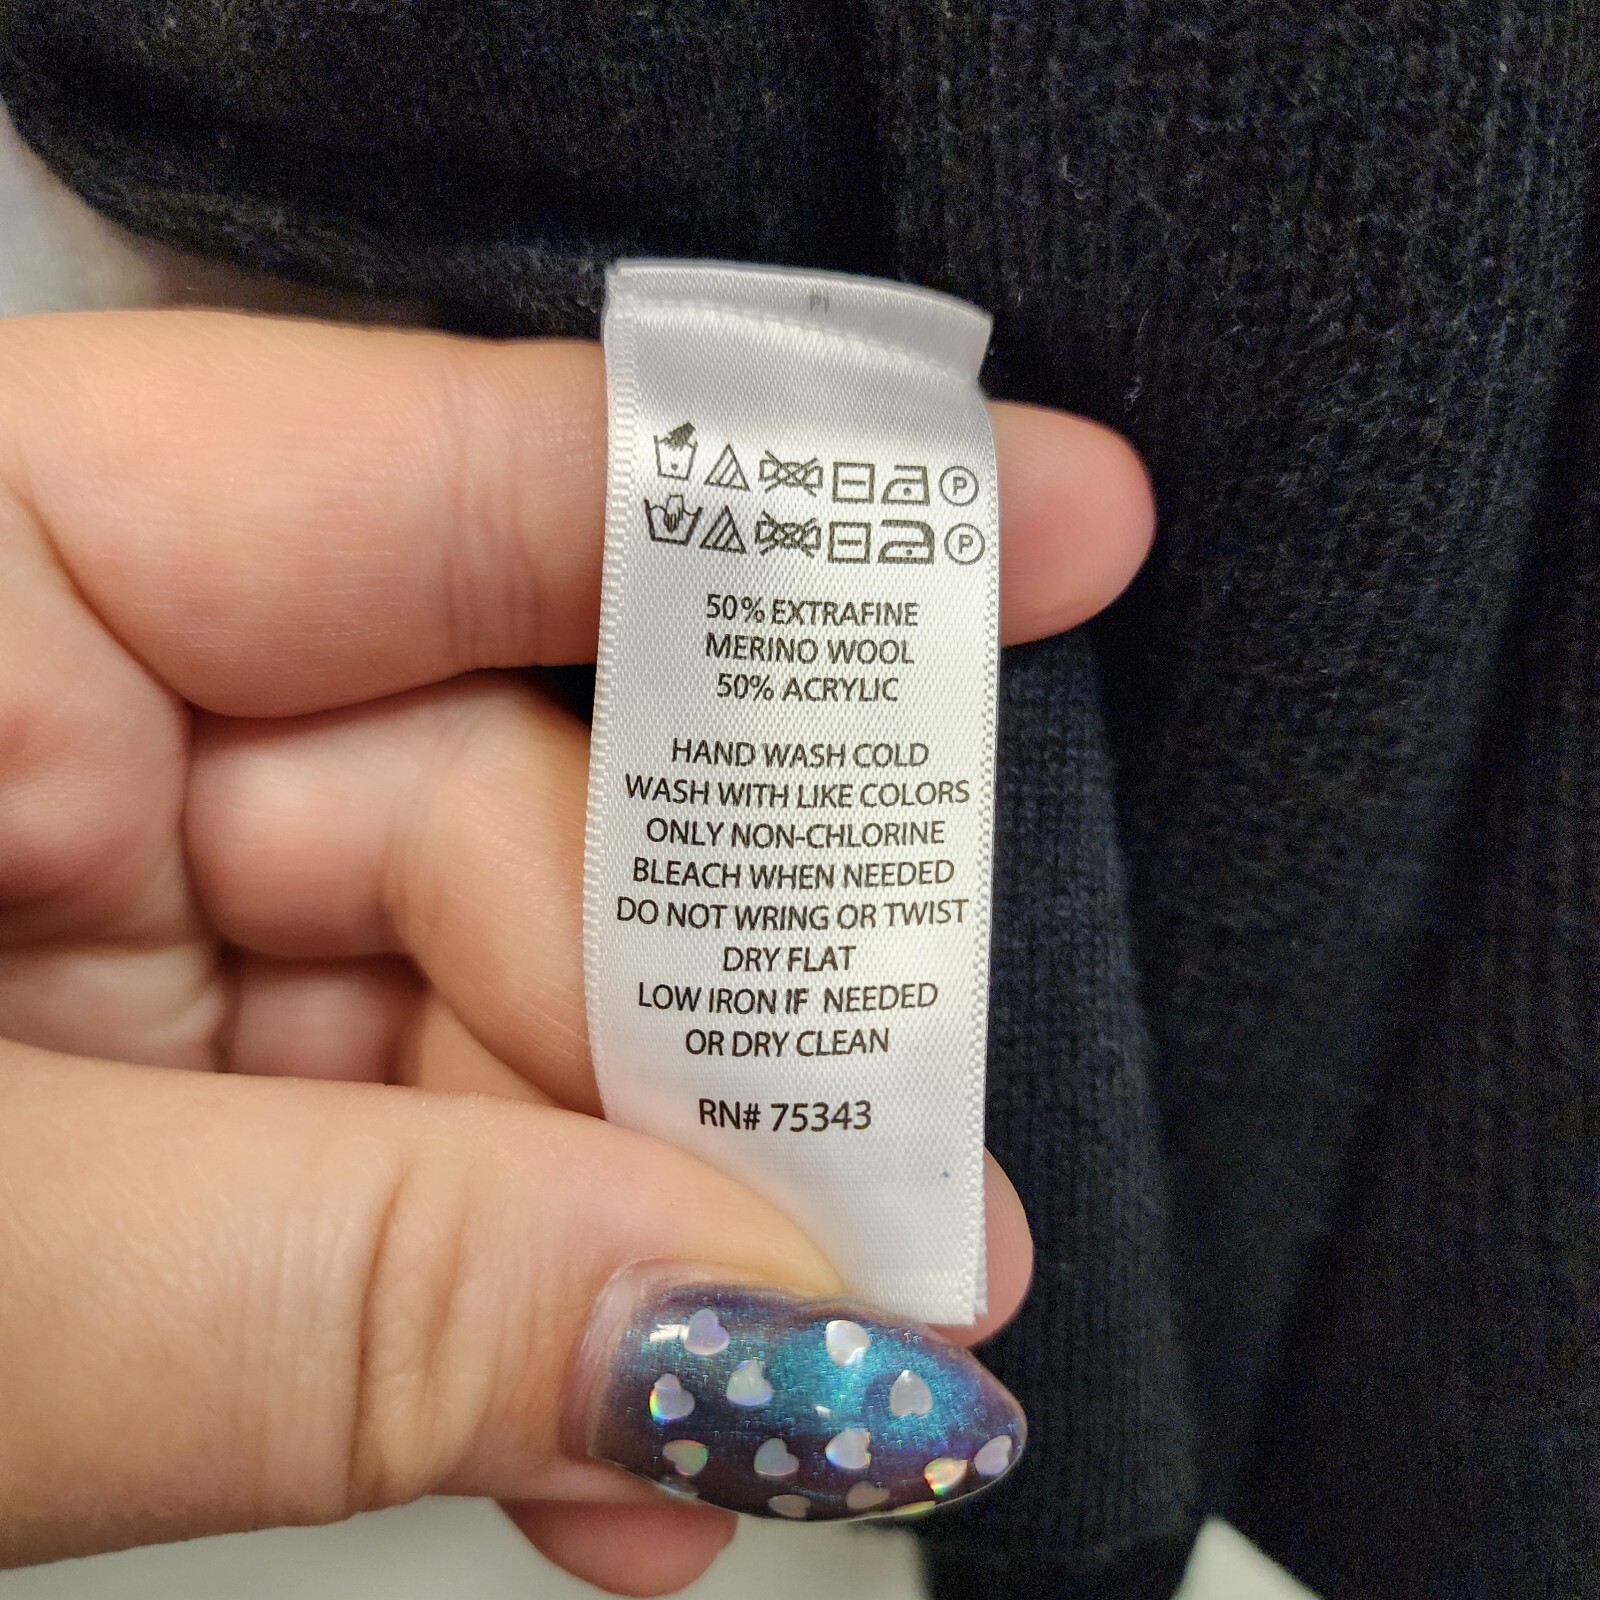 P P
50% EXTRAFINE
MERINO WOOL
50% ACRYLIC
HAND WASH COLD
WASH WITH LIKE COLORS
ONLY NON-CHLORINE
BLEACH WHEN NEEDED
DO NOT WRING OR TWIST
DRY FLAT
LOW IRON IF NEEDED
OR DRY CLEAN
RN# 75343